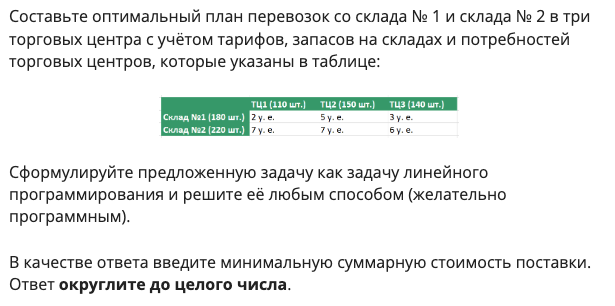 Составьте оптимальный план перевозок со склада № 1 и склада № 2 в три
торговых центра с учётом тарифов, запасов на складах и потребностей
торговых центров, которые указаны в таблице:
ТЦ1 (110 шт.) ТЦ2 (150 шт.) ТЦ3 (140 шт.)
Склад №1 (180 шт.) 2 у. е. 5 у. е. 3 у. е.
Склад №2 (220 шт.) 7 у. е. 7 у. е. 6 у. е.
Сформулируйте предложенную задачу как задачу линейного
программирования и решите её любым способом (желательно
программным).
В качестве ответа введите минимальную суммарную стоимость поставки.
Ответ округлите до целого числа.